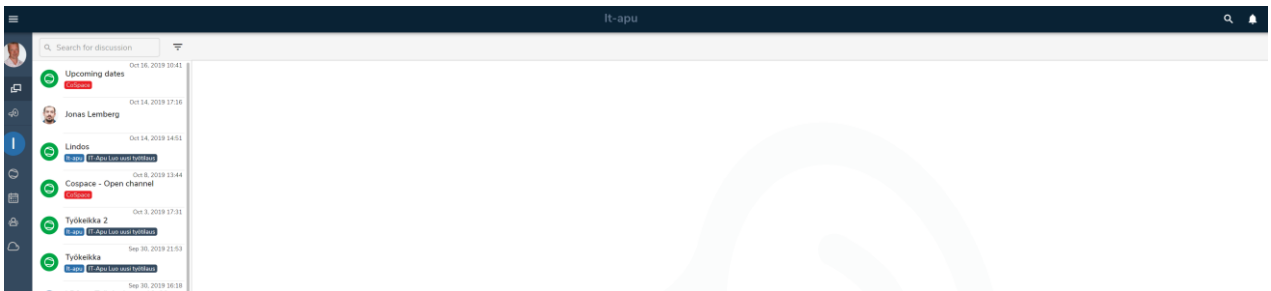 It-apu
Search for discussion
Oct 16, 2019 10:41
Upcoming dates
CoSpace
Oct 14, 2019 17:16
Jonas Lemberg
Oct 14, 2019 14:51
Lindos
It-apu IT-Apu Luo uusi työtilaus
Oct 8, 2019 13:44
Cospace - Open channel
CoSpace
Oct 3, 2019 17:31
Työkeikka 2
It-apu IT-Apu Luo uusi työtilaus
Sep 30, 2019 21:53
Työkeikka
It-apu IT-Apu Luo uusi työtilaus
Sep 30, 2019 16:18
I